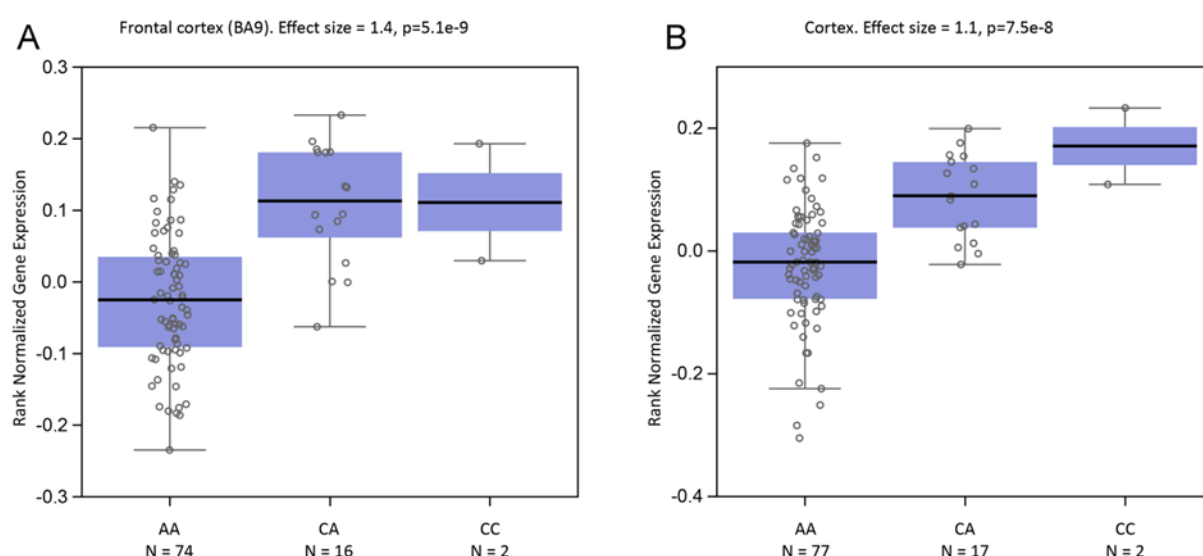 A
Frontal cortex (BA9). Effect size = 1.4, p=5.1e-9
Rank Normalized Gene Expression
0.3
0.2
0.1
0.0
-0.1
-0.2
-0.3
AA
CA
CC
N = 74
N = 16
N = 2
B
Cortex. Effect size = 1.1, p=7.5e-8
Rank Normalized Gene Expression
0.2
0.0
-0.2
-0.4
AA
CA
CC
N = 77
N = 17
N = 2